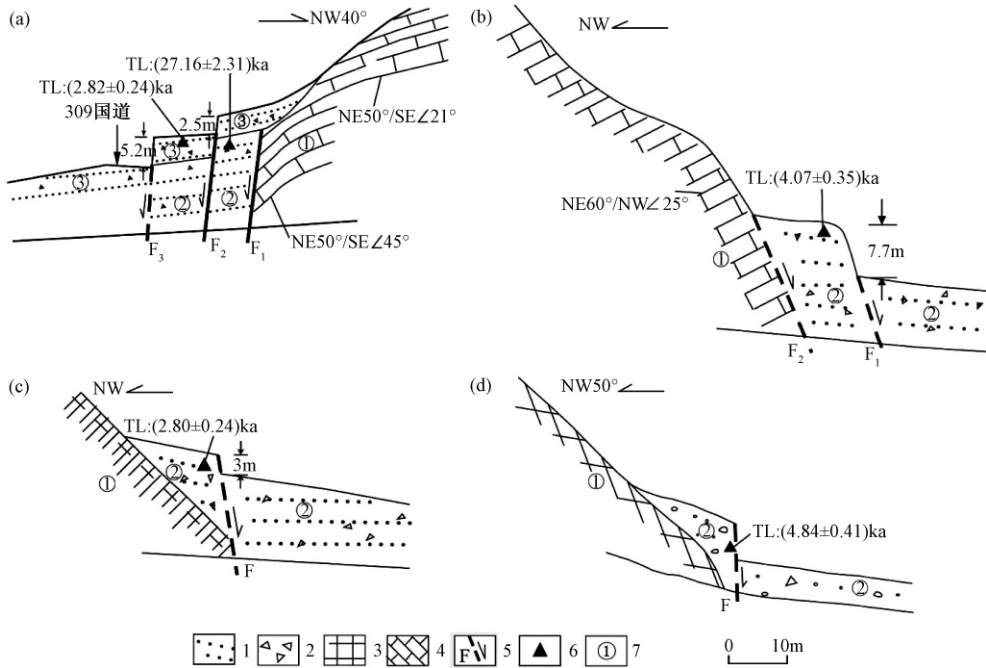 (a)
NW40°
TL:(27.16±2.31)ka
TL:(2.82±0.24)ka
309国道
2.5m
5.2m
③
③
③
②
②
①
NE50°/SE∠21°
NE50°/SE∠45°
F₃
F₂
F₁
(b)
NW
TL:(4.07±0.35)ka
NE60°/NW∠25°
7.7m
①
②
②
F₂
F₁
(c)
NW
TL:(2.80±0.24)ka
3m
①
②
②
F
(d)
NW50°
①
②
TL:(4.84±0.41)ka
②
F
1 2 3 4 F 5 6 ① 7 0 10m